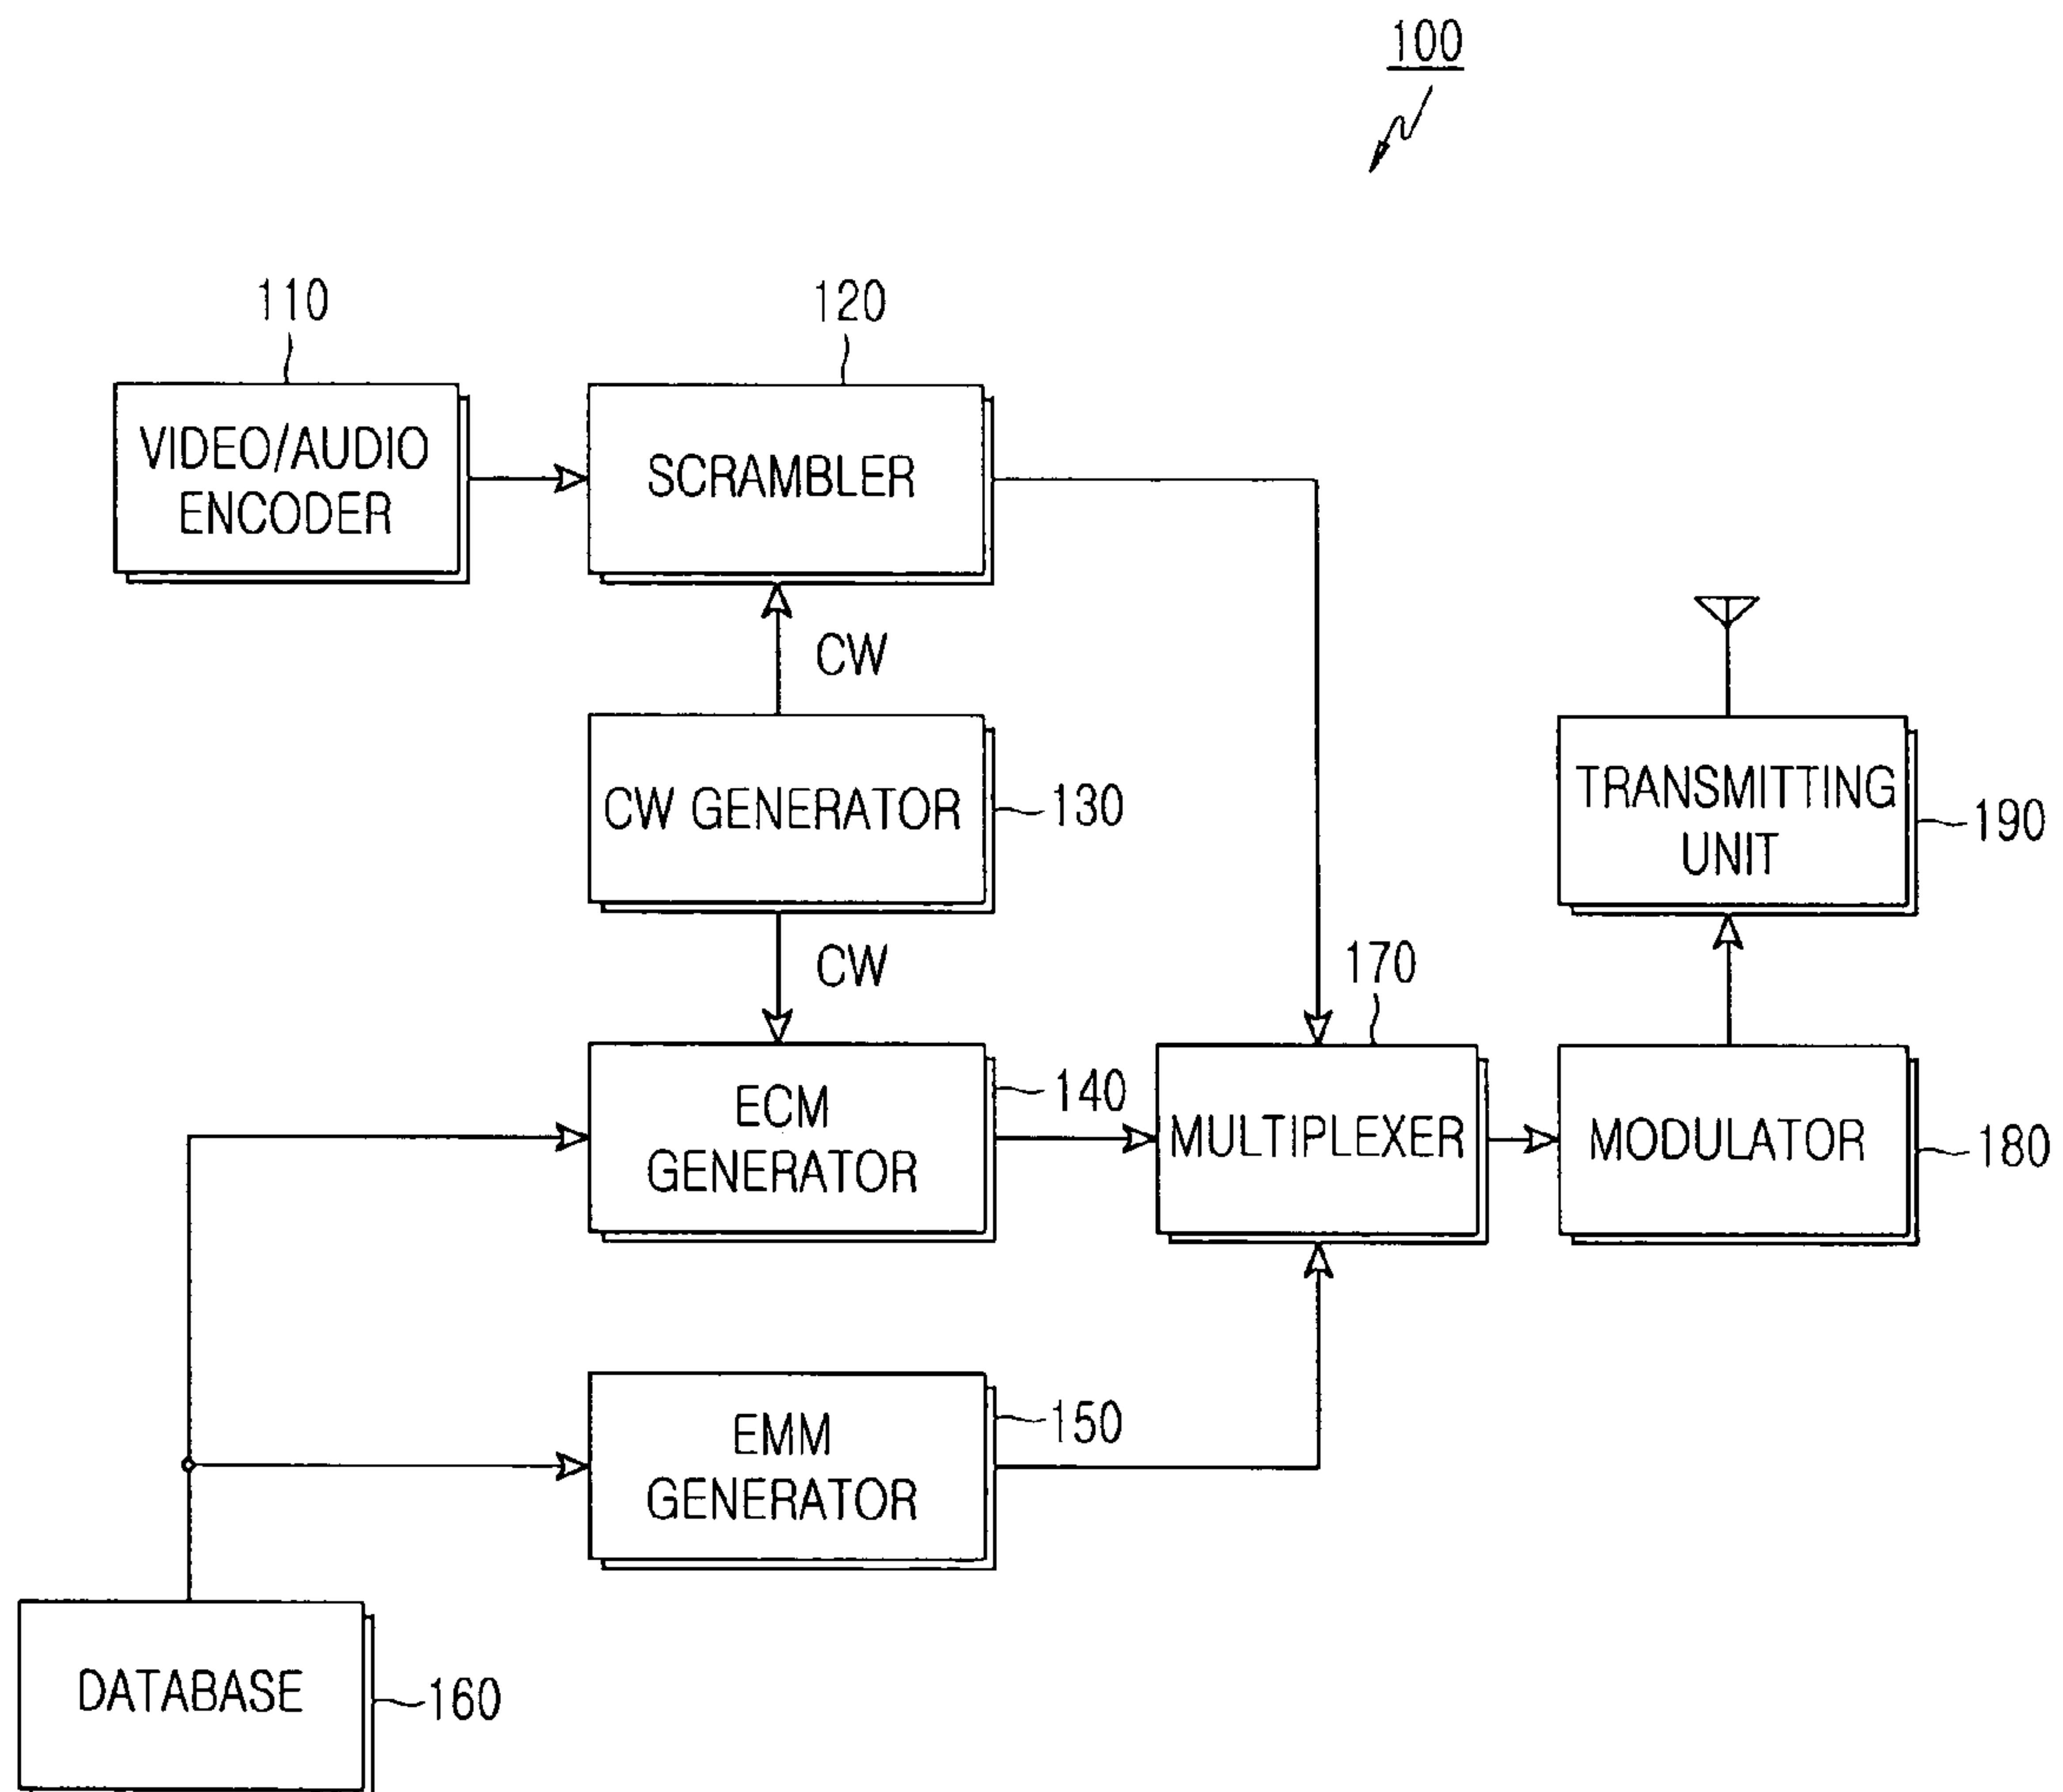 100
110
120
VIDEO/AUDIO
ENCODER
SCRAMBLER
CW
CW GENERATOR
130
TRANSMITTING
UNIT
190
CW
170
ECM
GENERATOR
140
MULTIPLEXER
MODULATOR
180
EMM
GENERATOR
150
DATABASE
160